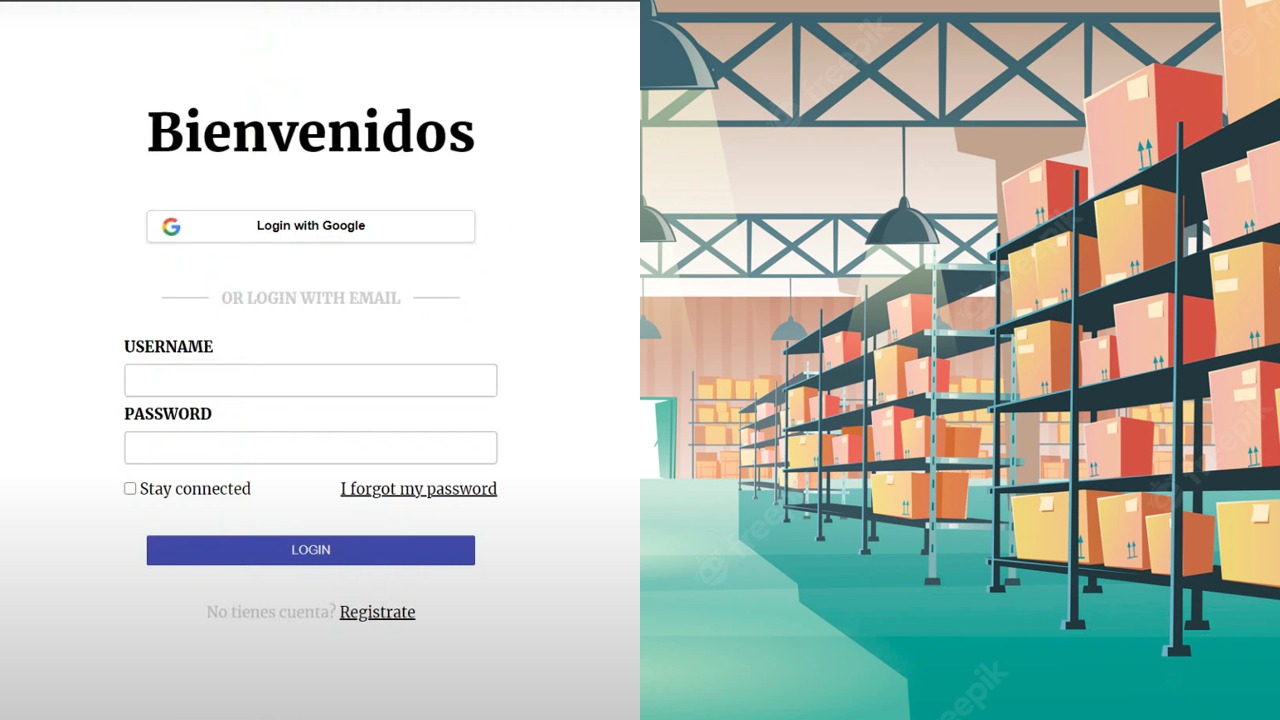 Bienvenidos
Login with Google
OR LOGIN WITH EMAIL
USERNAME
PASSWORD
Stay connected
I forgot my password
LOGIN
No tienes cuenta? Registrate
freepik
freepik
freepik
freepik